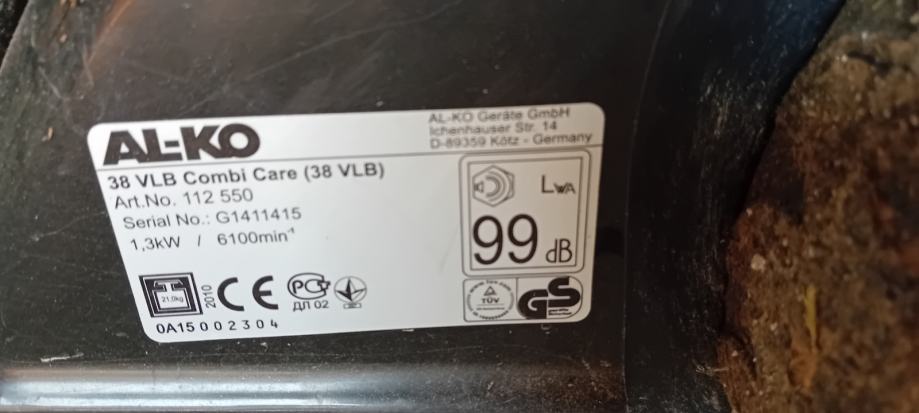 AL-KO
AL-KO Geräte GmbH
Ichenhauser Str. 14
D-89359 Kötz - Germany
38 VLB Combi Care (38 VLB)
Art.No. 112 550
Serial No.: G1411415
1,3kW / 6100min⁻¹
LWA
99 dB
21,0kg
2010
CE
РСТ
ДЛ 02
TÜV
GS
0A15002304